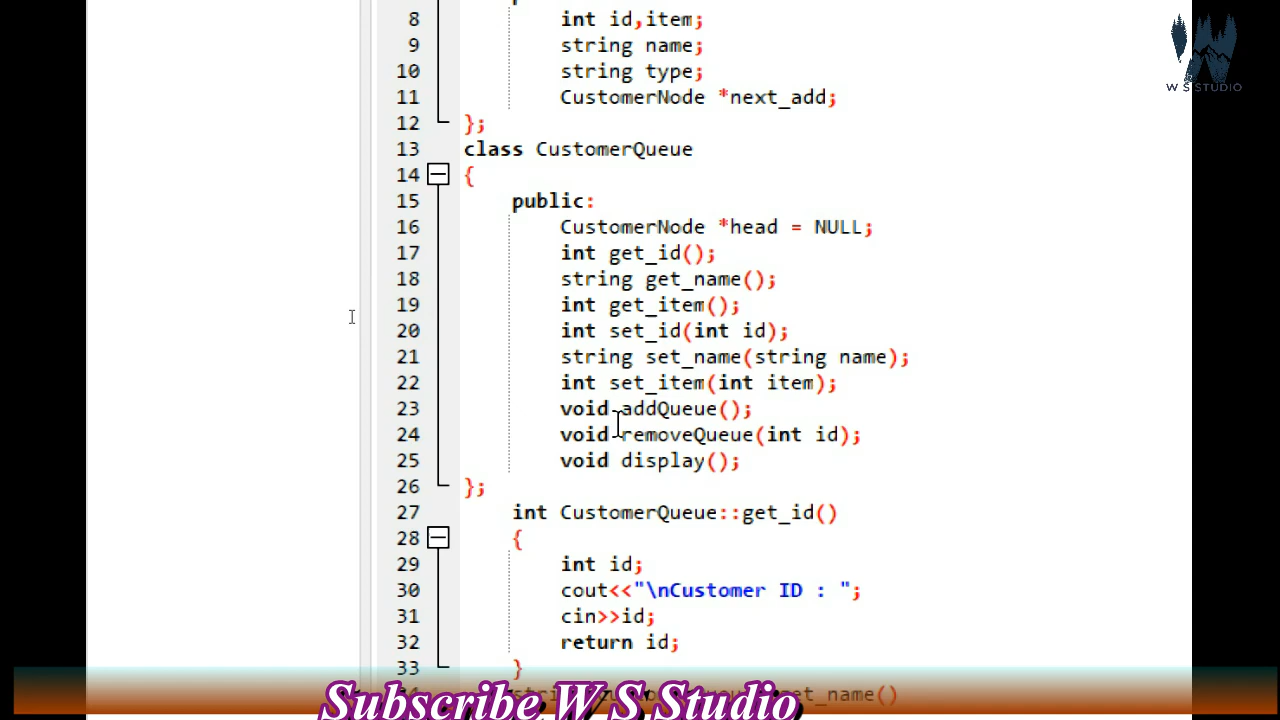 8 int id,item;
9 string name;
10 string type;
11 CustomerNode *next_add;
12 };
13 class CustomerQueue
14 {
15 public:
16 CustomerNode *head = NULL;
17 int get_id();
18 string get_name();
19 int get_item();
20 int set_id(int id);
21 string set_name(string name);
22 int set_item(int item);
23 void addQueue();
24 void removeQueue(int id);
25 void display();
26 };
27 int CustomerQueue::get_id()
28 {
29 int id;
30 cout<<"\nCustomer ID : ";
31 cin>>id;
32 return id;
33 }
W S STUDIO
Subscribe W S Studio